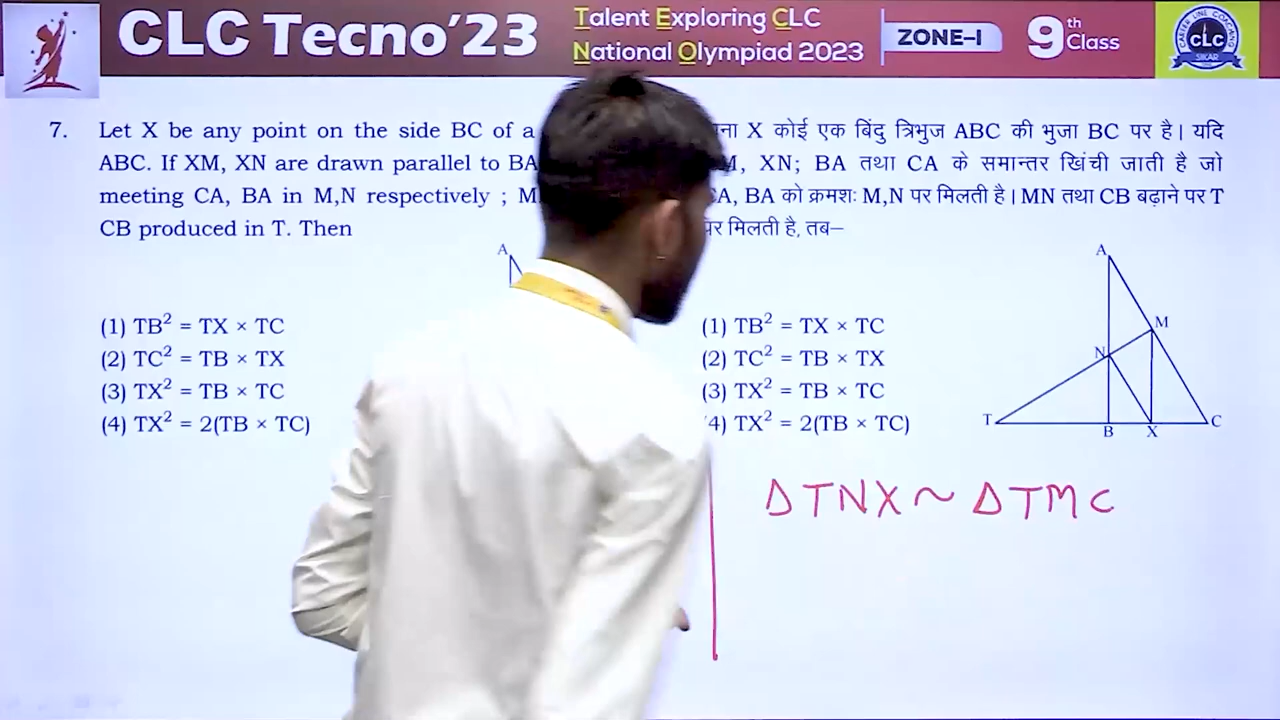 CLC Tecno'23
Talent Exploring CLC
National Olympiad 2023
ZONE–I
9th Class
CLC
SIKAR
7. Let X be any point on the side BC of a
ABC. If XM, XN are drawn parallel to BA
meeting CA, BA in M,N respectively ; M
CB produced in T. Then
A
(1) TB² = TX × TC
(2) TC² = TB × TX
(3) TX² = TB × TC
(4) TX² = 2(TB × TC)
X कोई एक बिंदु त्रिभुज ABC की भुजा BC पर है। यदि
XN; BA तथा CA के समान्तर खिंची जाती है जो
CA, BA को क्रमशः M,N पर मिलती है। MN तथा CB बढ़ाने पर T
पर मिलती है, तब–
(1) TB² = TX × TC
(2) TC² = TB × TX
(3) TX² = TB × TC
4) TX² = 2(TB × TC)
A
M
N
T B X C
Δ TNX ~ Δ TMC